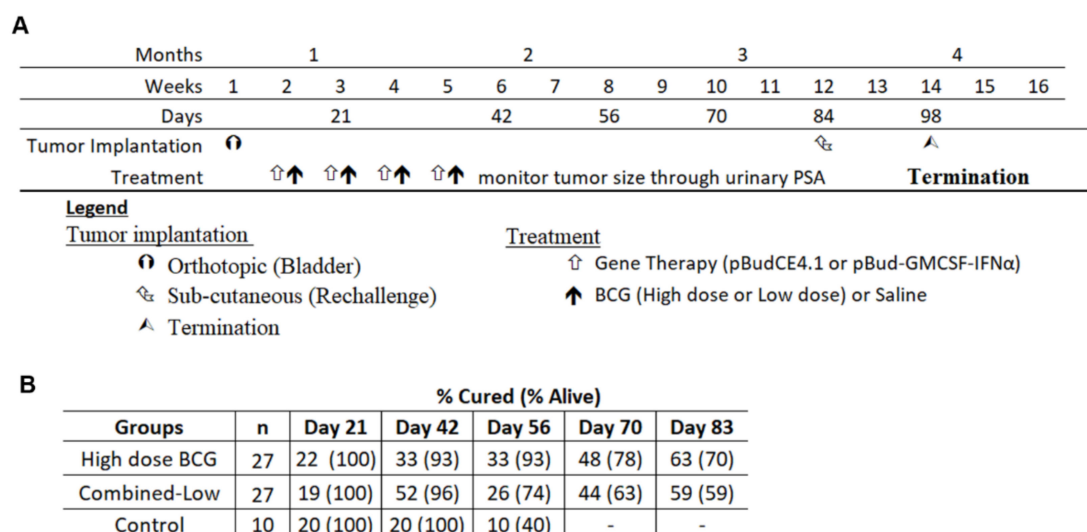 A
Months 1 2 3 4
Weeks 1 2 3 4 5 6 7 8 9 10 11 12 13 14 15 16
Days 21 42 56 70 84 98
Tumor Implantation
Treatment monitor tumor size through urinary PSA Termination
Legend
Tumor implantation
Orthotopic (Bladder)
Sub-cutaneous (Rechallenge)
Termination
Treatment
Gene Therapy (pBudCE4.1 or pBud-GMCSF-IFNα)
BCG (High dose or Low dose) or Saline
B
% Cured (% Alive)
Groups n Day 21 Day 42 Day 56 Day 70 Day 83
High dose BCG 27 22 (100) 33 (93) 33 (93) 48 (78) 63 (70)
Combined-Low 27 19 (100) 52 (96) 26 (74) 44 (63) 59 (59)
Control 10 20 (100) 20 (100) 10 (40) - -